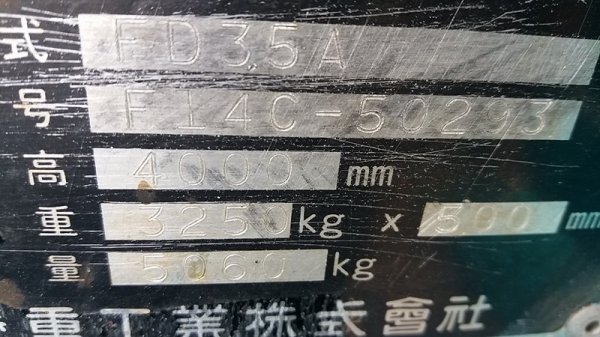 式 FD35A
号 F14C-50293
高 4000 mm
重 3250 kg x 500 mm
量 5060 kg
重工業株式會社